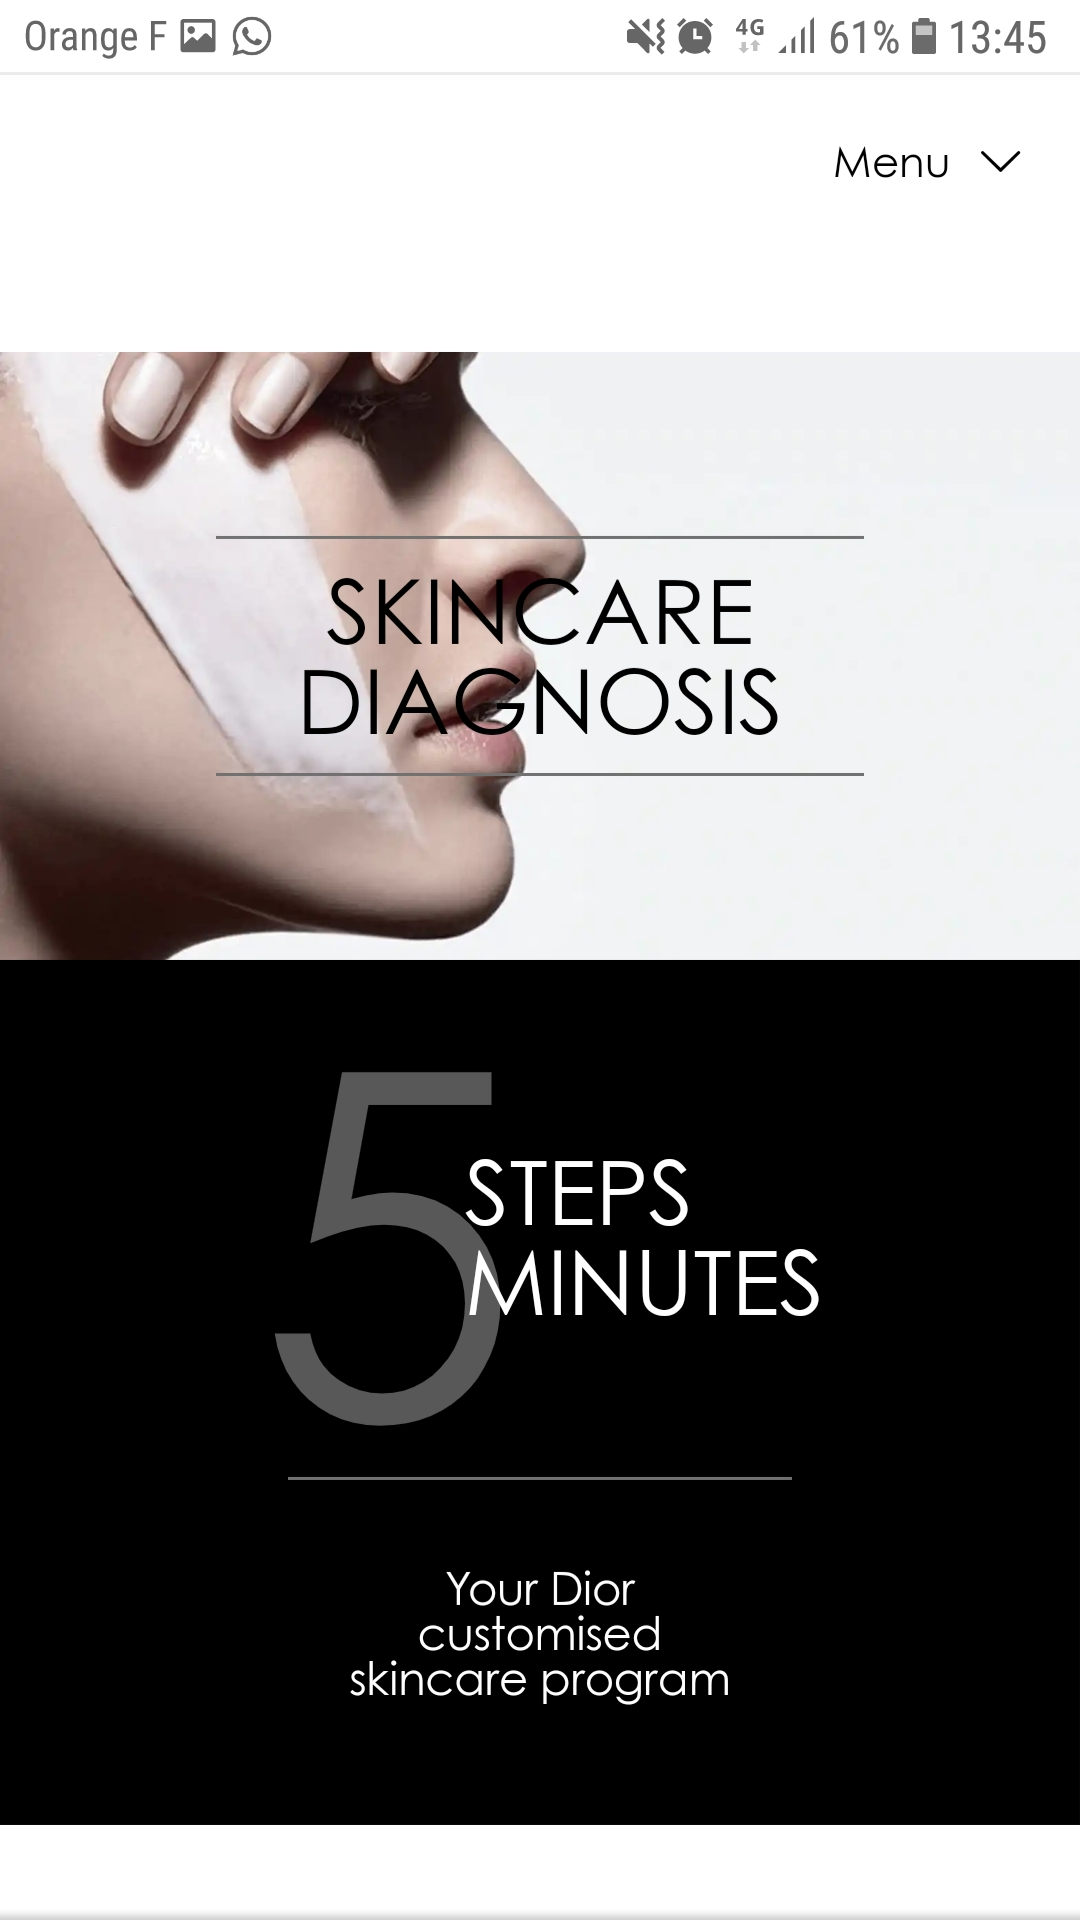 Orange F 4G 61% 13:45
Menu
SKINCARE
DIAGNOSIS
5
STEPS
MINUTES
Your Dior
customised
skincare program